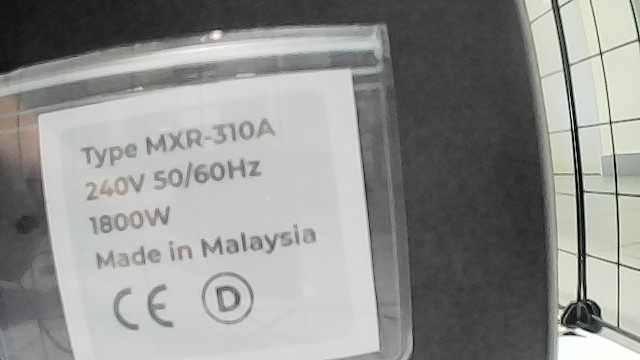 Type MXR-310A
240V 50/60Hz
1800W
Made in Malaysia
CE D